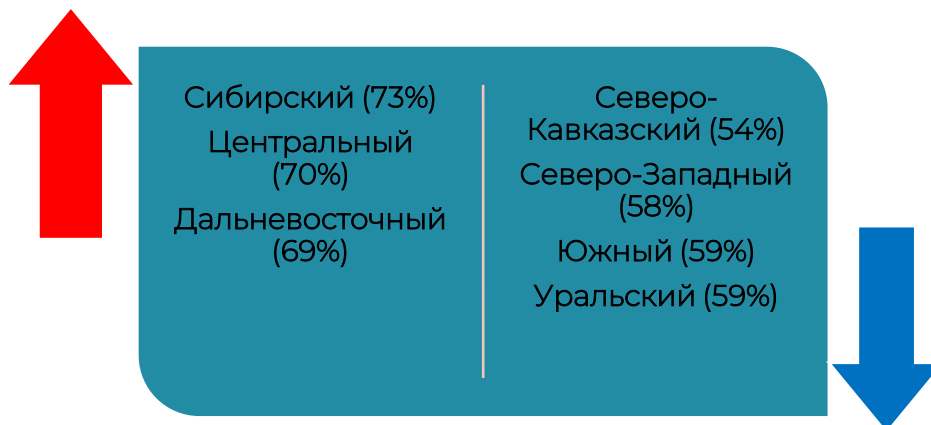 Сибирский (73%)
Центральный
(70%)
Дальневосточный
(69%)
Северо-
Кавказский (54%)
Северо-Западный
(58%)
Южный (59%)
Уральский (59%)